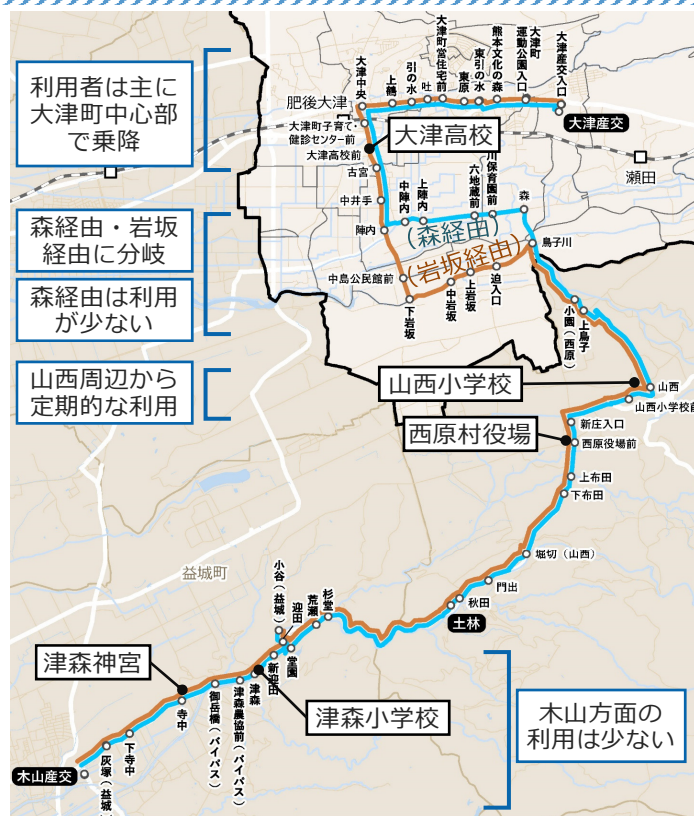 利用者は主に
大津町中心部
で乗降
森経由・岩坂
経由に分岐
森経由は利用
が少ない
山西周辺から
定期的な利用
大津中央
上鶴
引の水
吐
大津町営住宅前
東原
東引の水
熊本文化の森
大津町
運動公園入口
大津産交入口
大津産交
肥後大津
大津町子育て・
健診センター前
大津高校前
大津高校
古宮
瀬田
中井手
陣内
中陣内
上陣内
六地蔵前
川保育園前
森
(森経由)
(岩坂経由)
鳥子川
中島公民館前
下岩坂
中岩坂
上岩坂
迫入口
小園(西原)
上鳥子
山西小学校
山西
山西小学校前
西原村役場
新庄入口
西原役場前
上布田
下布田
堀切(山西)
門出
秋田
土林
益城町
小谷(益城)
迎田
荒瀬
杉堂
堂園
新迎田
津森
津森小学校
津森神宮
津森農協前(バイパス)
御岳橋(バイパス)
寺中
下寺中
灰塚(益城)
木山産交
木山方面の
利用は少ない